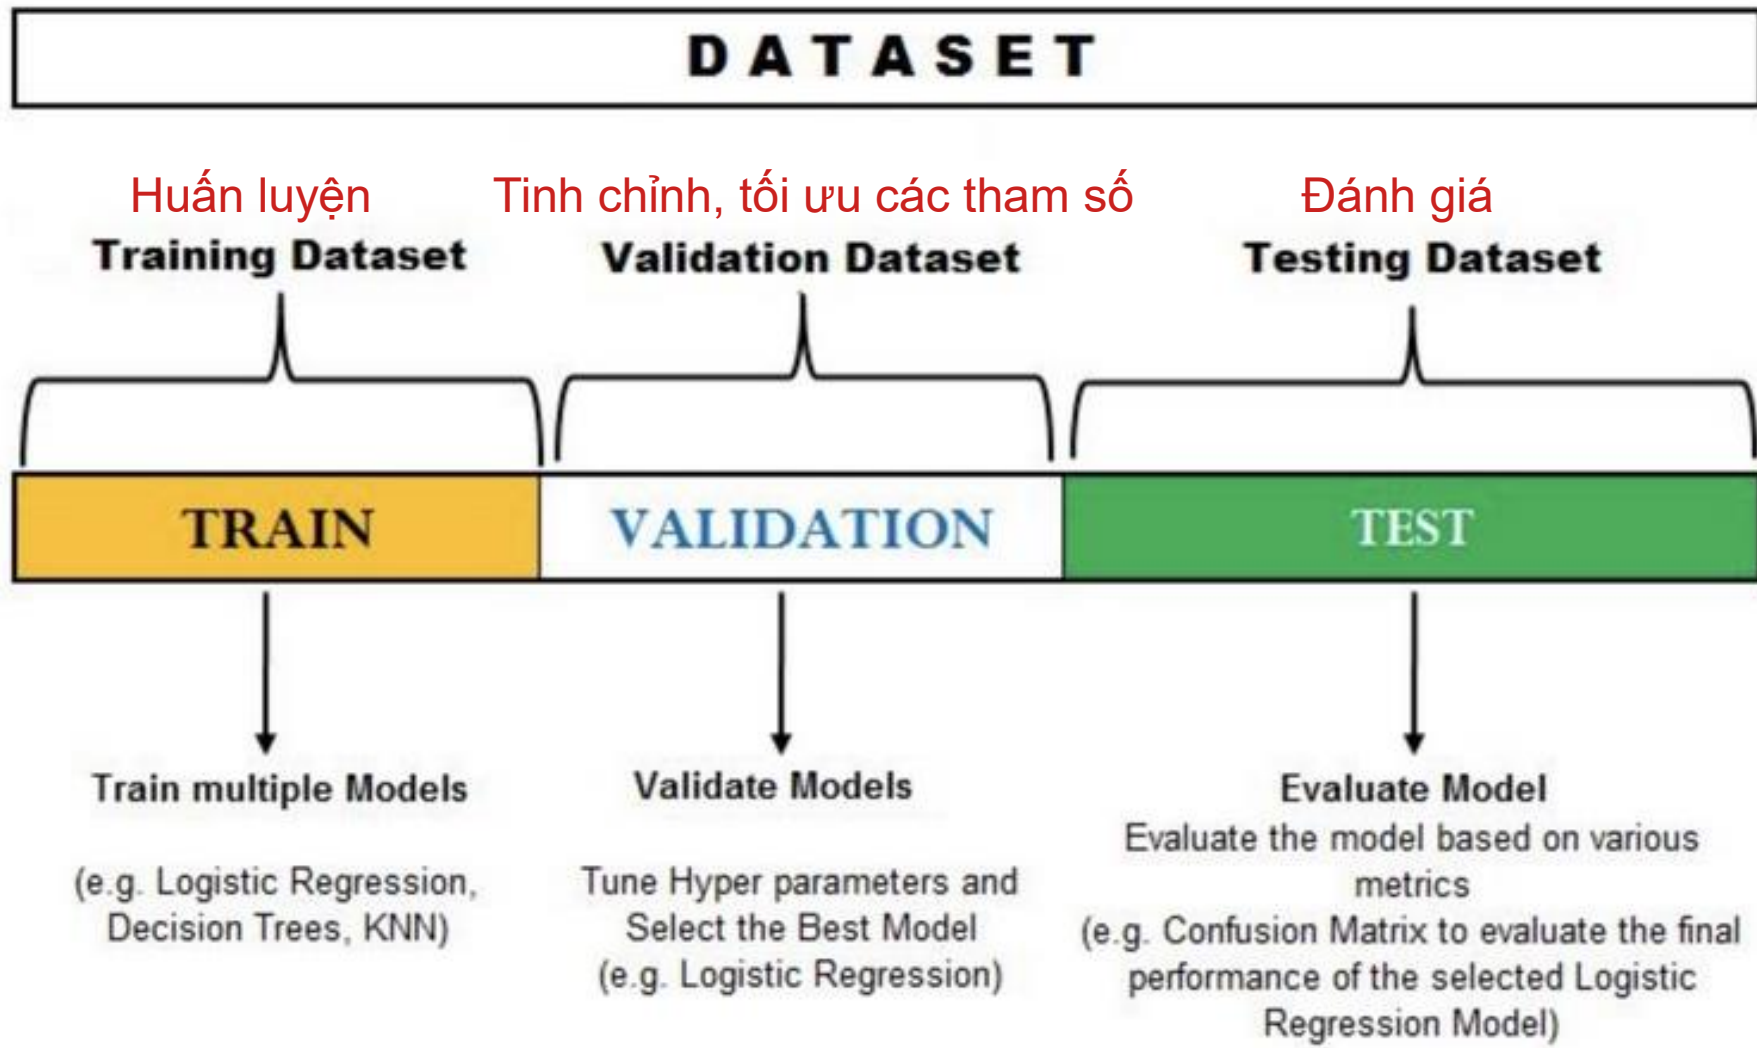 DATASET
Huấn luyện
Training Dataset
Tinh chỉnh, tối ưu các tham số
Validation Dataset
Đánh giá
Testing Dataset
TRAIN
VALIDATION
TEST
Train multiple Models
(e.g. Logistic Regression,
Decision Trees, KNN)
Validate Models
Tune Hyper parameters and
Select the Best Model
(e.g. Logistic Regression)
Evaluate Model
Evaluate the model based on various
metrics
(e.g. Confusion Matrix to evaluate the final
performance of the selected Logistic
Regression Model)